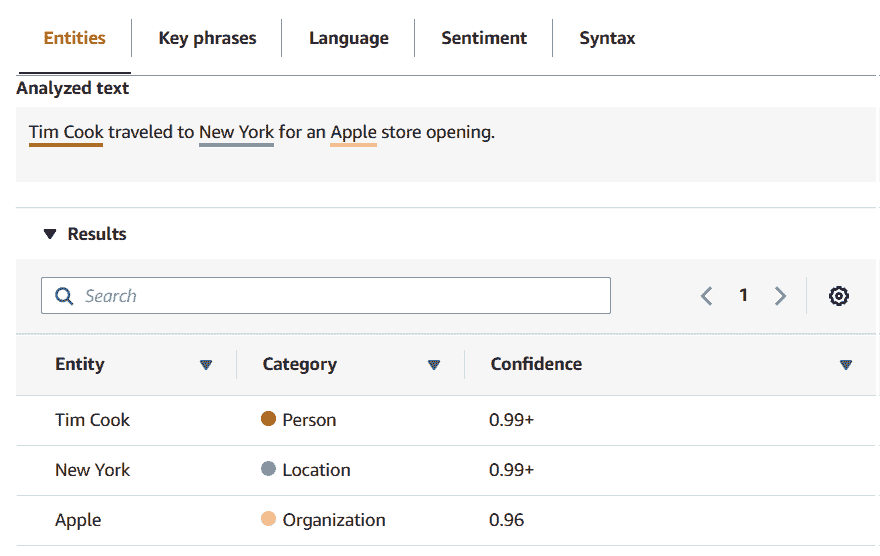 Entities Key phrases Language Sentiment Syntax
Analyzed text
Tim Cook traveled to New York for an Apple store opening.
Results
Search 1
Entity Category Confidence
Tim Cook Person 0.99+
New York Location 0.99+
Apple Organization 0.96